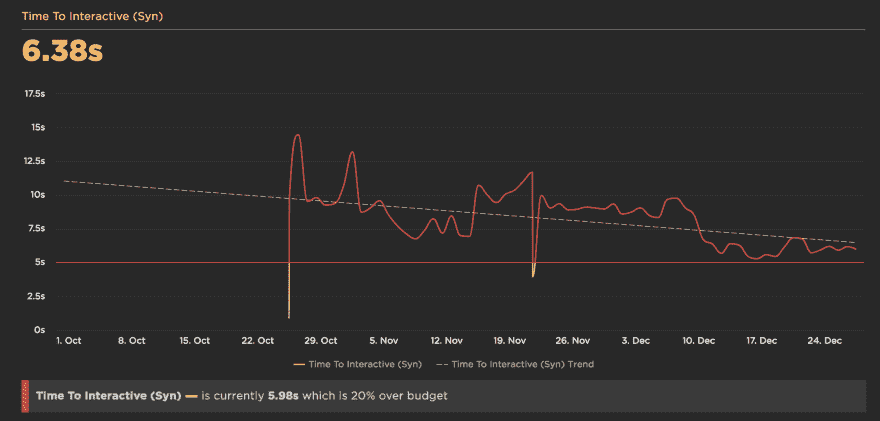 Time To Interactive (Syn)
6.38s
17.5s
15s
12.5s
10s
7.5s
5s
2.5s
0s
1. Oct 8. Oct 15. Oct 22. Oct 29. Oct 5. Nov 12. Nov 19. Nov 26. Nov 3. Dec 10. Dec 17. Dec 24. Dec
Time To Interactive (Syn) Time To Interactive (Syn) Trend
Time To Interactive (Syn) — is currently 5.98s which is 20% over budget